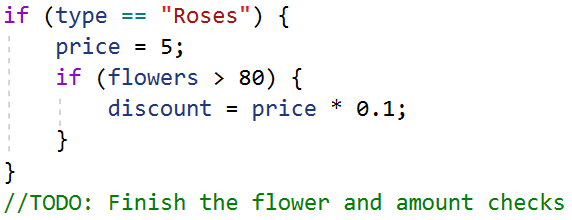 if (type == "Roses") {
    price = 5;
    if (flowers > 80) {
        discount = price * 0.1;
    }
}
//TODO: Finish the flower and amount checks